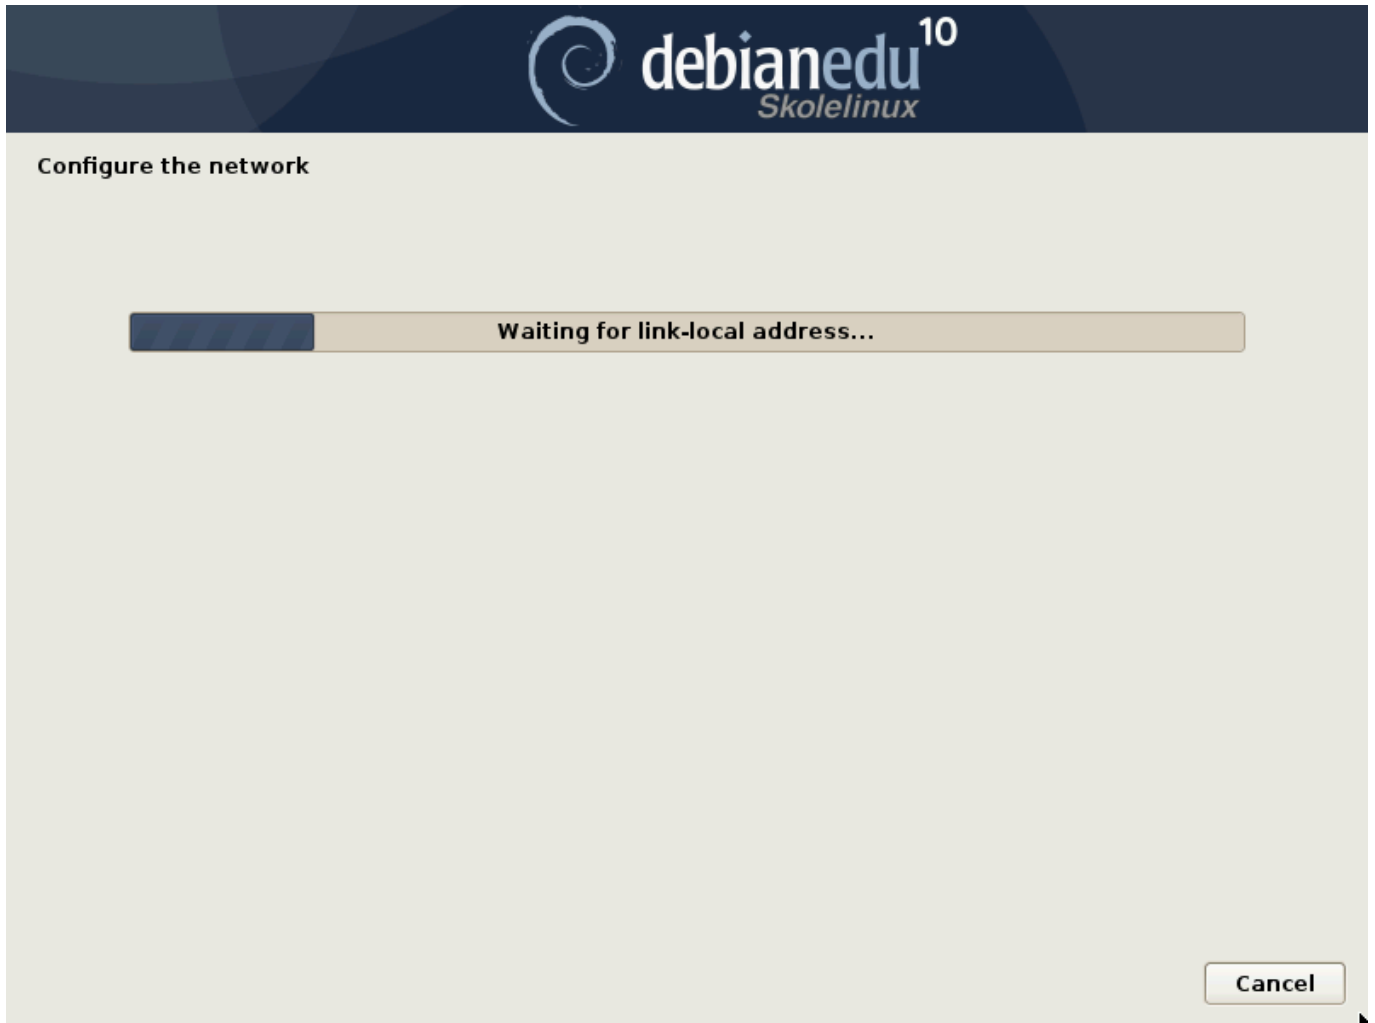 debianedu 10
Skolelinux
Configure the network
Waiting for link-local address...
Cancel